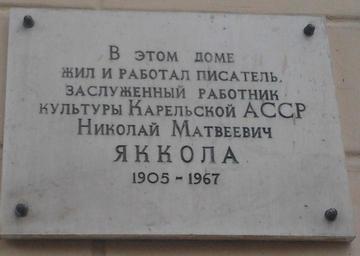 В этом доме
жил и работал писатель,
заслуженный работник
культуры Карельской АССР
Николай Матвеевич
ЯККОЛА
1905-1967